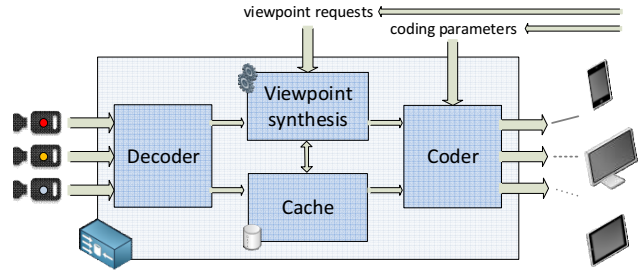 viewpoint requests
coding parameters
Viewpoint
synthesis
Decoder
Coder
Cache